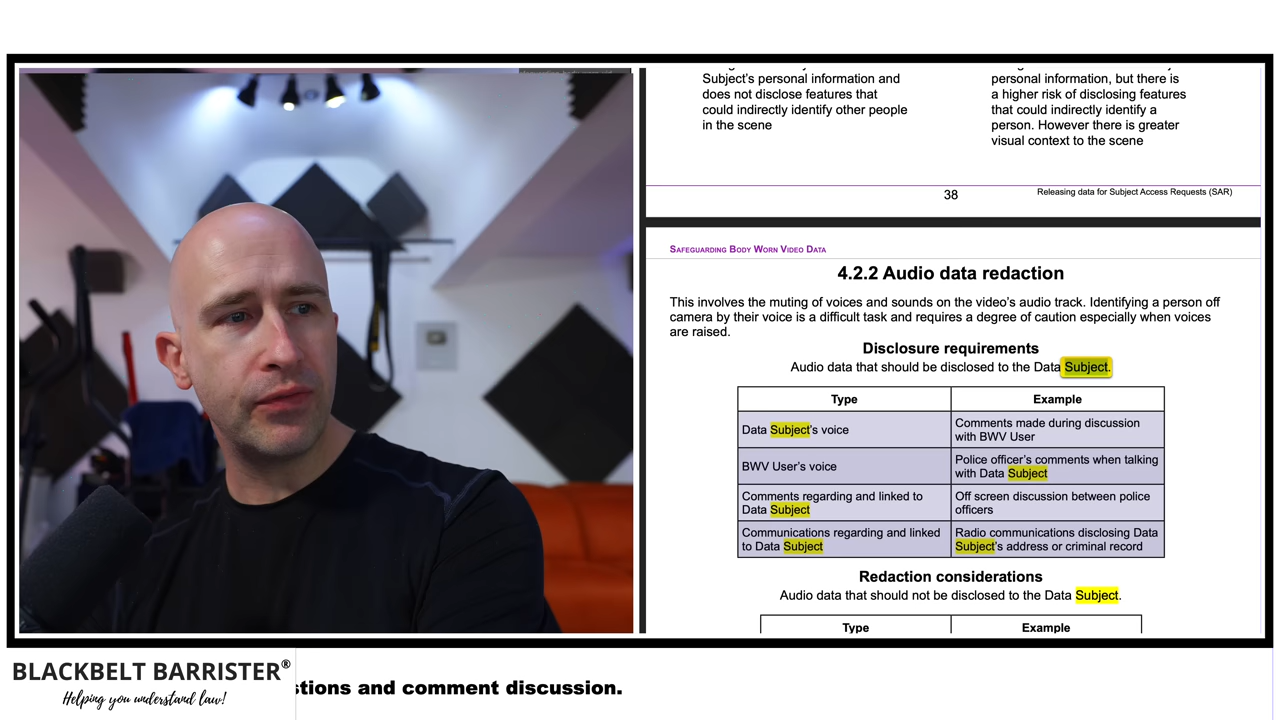 Subject's personal information and
does not disclose features that
could indirectly identify other people
in the scene
personal information, but there is
a higher risk of disclosing features
that could indirectly identify a
person. However there is greater
visual context to the scene
38
Releasing data for Subject Access Requests (SAR)
Safeguarding Body Worn Video Data
4.2.2 Audio data redaction
This involves the muting of voices and sounds on the video's audio track. Identifying a person off
camera by their voice is a difficult task and requires a degree of caution especially when voices
are raised.
Disclosure requirements
Audio data that should be disclosed to the Data Subject.
Type
Example
Data Subject's voice
Comments made during discussion
with BWV User
BWV User's voice
Police officer's comments when talking
with Data Subject
Comments regarding and linked to
Data Subject
Off screen discussion between police
officers
Communications regarding and linked
to Data Subject
Radio communications disclosing Data
Subject's address or criminal record
Redaction considerations
Audio data that should not be disclosed to the Data Subject.
Type
Example
BLACKBELT BARRISTER®
Helping you understand law!
stions and comment discussion.